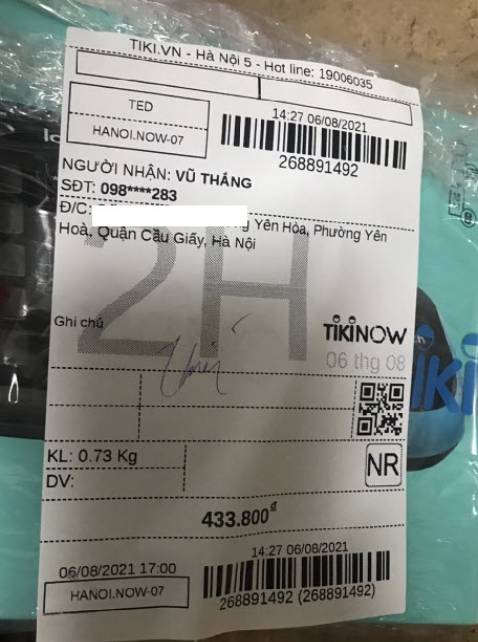 TIKI.VN - Hà Nội 5 - Hot line: 19006035
TED
HANOI.NOW-07
14:27 06/08/2021
268891492
NGƯỜI NHẬN: VŨ THẮNG
SĐT: 098****283
Đ/C: Yên Hòa, Phường Yên
Hoà, Quận Cầu Giấy, Hà Nội
2H
Ghi chú
TIKINOW
06 thg 08
KL: 0.73 Kg
NR
DV:
433.800đ
06/08/2021 17:00
HANOI.NOW-07
14:27 06/08/2021
268891492 (268891492)